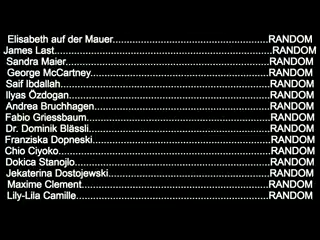 Elisabeth auf der Mauer......................................................RANDOM
James Last..........................................................................RANDOM
Sandra Maier......................................................................RANDOM
George McCartney.............................................................RANDOM
Saif Ibdallah........................................................................RANDOM
Ilyas Özdogan.....................................................................RANDOM
Andrea Bruchhagen............................................................RANDOM
Fabio Griessbaum...............................................................RANDOM
Dr. Dominik Blässli..............................................................RANDOM
Franziska Dopneski.............................................................RANDOM
Chio Ciyoko.........................................................................RANDOM
Dokica Stanojlo....................................................................RANDOM
Jekaterina Dostojewski........................................................RANDOM
Maxime Clement.................................................................RANDOM
Lily-Lila Camille...................................................................RANDOM